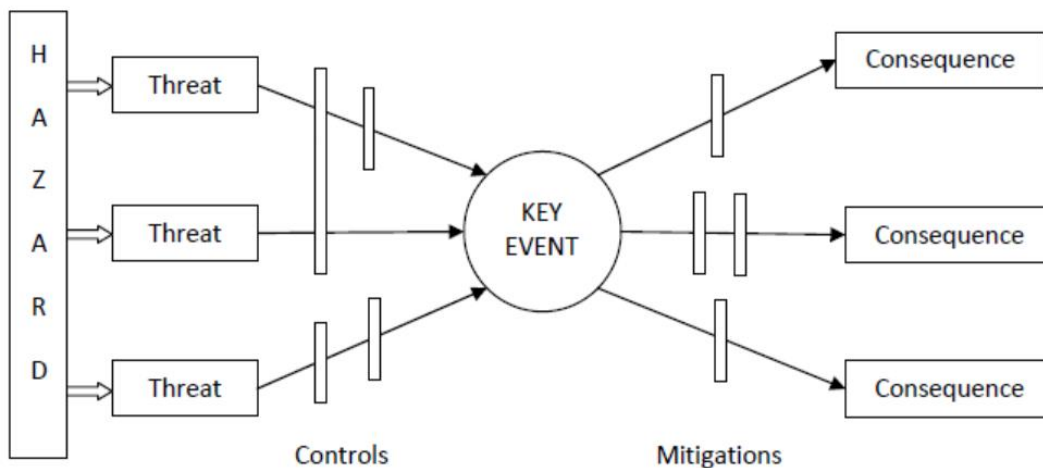 H
A
Z
A
R
D
Threat
Threat
Threat
KEY
EVENT
Consequence
Consequence
Consequence
Controls
Mitigations